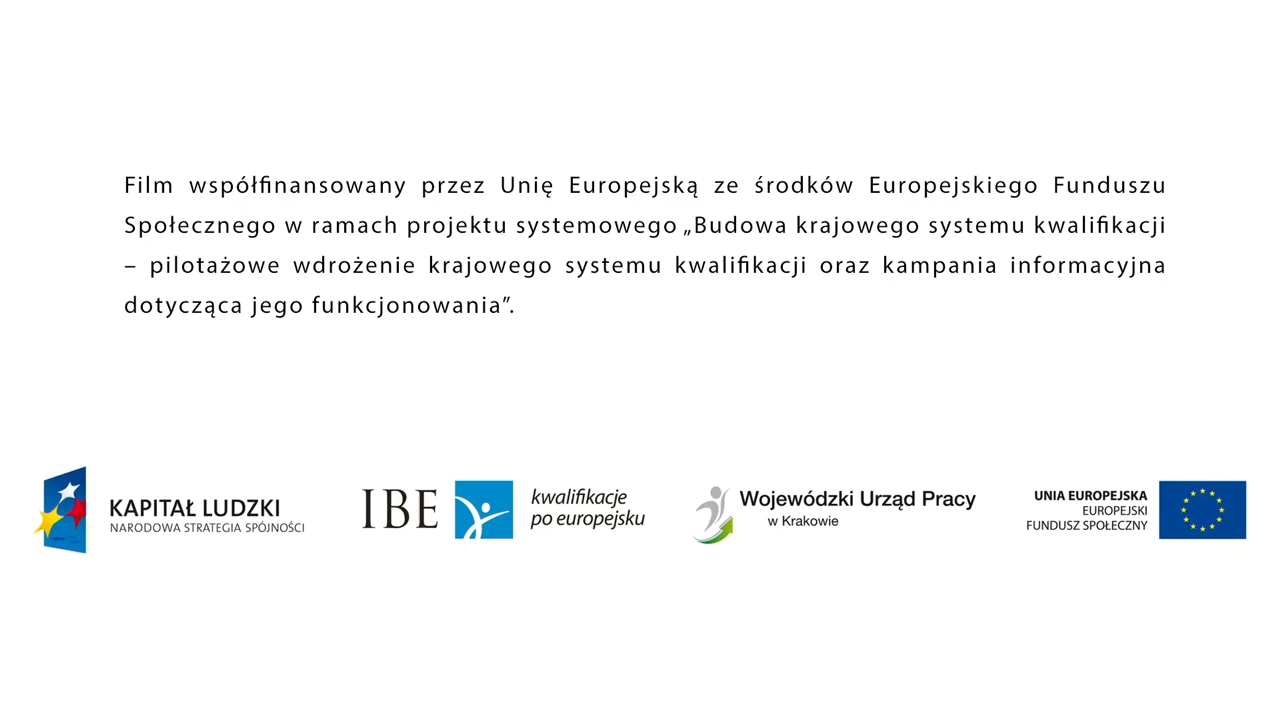 Film współfinansowany przez Unię Europejską ze środków Europejskiego Funduszu
Społecznego w ramach projektu systemowego „Budowa krajowego systemu kwalifikacji
– pilotażowe wdrożenie krajowego systemu kwalifikacji oraz kampania informacyjna
dotycząca jego funkcjonowania”.
KAPITAŁ LUDZKI
NARODOWA STRATEGIA SPÓJNOŚCI
IBE
kwalifikacje
po europejsku
Wojewódzki Urząd Pracy
w Krakowie
UNIA EUROPEJSKA
EUROPEJSKI
FUNDUSZ SPOŁECZNY